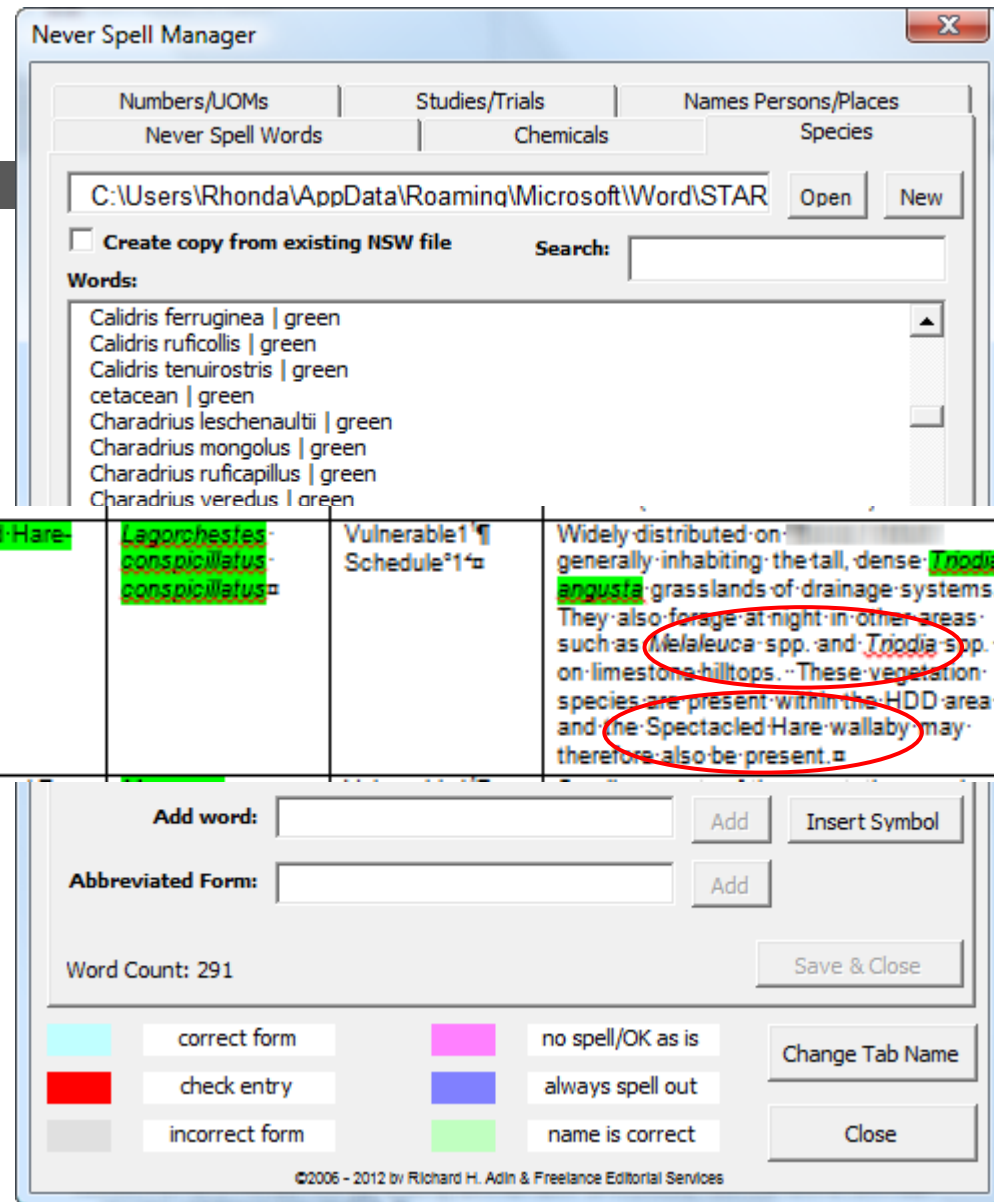 Never Spell Manager
Numbers/UOMs Studies/Trials Names Persons/Places
Never Spell Words Chemicals Species
C:\Users\Rhonda\AppData\Roaming\Microsoft\Word\STAR Open New
Create copy from existing NSW file Search:
Words:
Calidris ferruginea | green
Calidris ruficollis | green
Calidris tenuirostris | green
cetacean | green
Charadrius leschenaultii | green
Charadrius mongolus | green
Charadrius ruficapillus | green
Charadrius veredus | green
Hare-
Lagorchestes·
conspicillatus·
conspicillatus¤
Vulnerable1¶
Schedule°1¤
Widely·distributed·on·
generally·inhabiting·the·tall,·dense·Triodia
angusta·grasslands·of·drainage·systems
They·also·forage·at·night·in·other·areas·
such·as·Melaleuca·spp.·and·Triodia·spp.
on·limestone·hilltops.··These·vegetation·
species·are·present·within·the·HDD·area
and·the·Spectacled·Hare·wallaby·may·
therefore·also·be·present.¤
Add word: Add Insert Symbol
Abbreviated Form: Add
Word Count: 291 Save & Close
correct form no spell/OK as is Change Tab Name
check entry always spell out
incorrect form name is correct Close
©2006 - 2012 by Richard H. Adin & Freelance Editorial Services